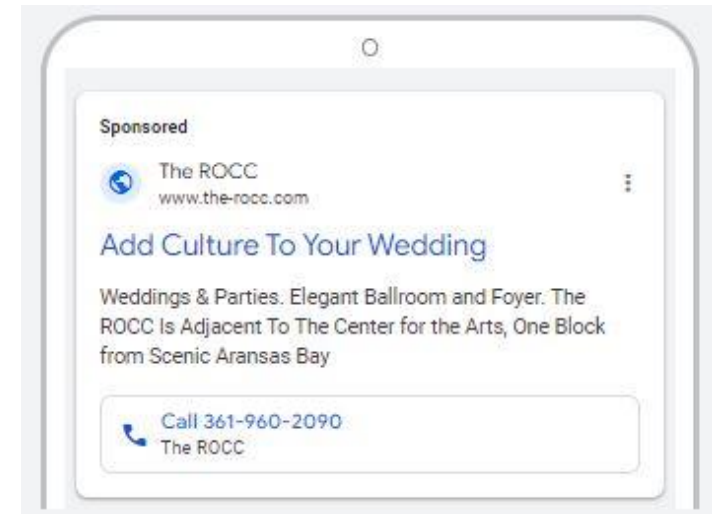 Sponsored
The ROCC
www.the-rocc.com
Add Culture To Your Wedding
Weddings & Parties. Elegant Ballroom and Foyer. The
ROCC Is Adjacent To The Center for the Arts, One Block
from Scenic Aransas Bay
Call 361-960-2090
The ROCC